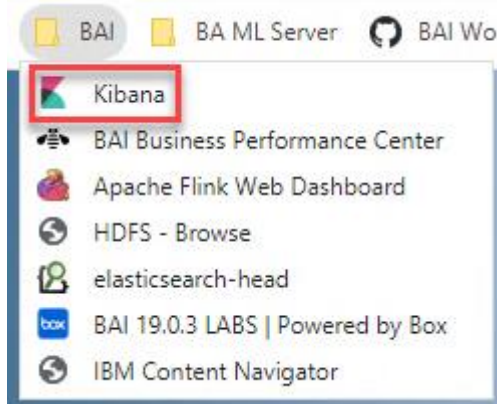 BAI BA ML Server BAI Wo
Kibana
BAI Business Performance Center
Apache Flink Web Dashboard
HDFS - Browse
elasticsearch-head
box BAI 19.0.3 LABS | Powered by Box
IBM Content Navigator